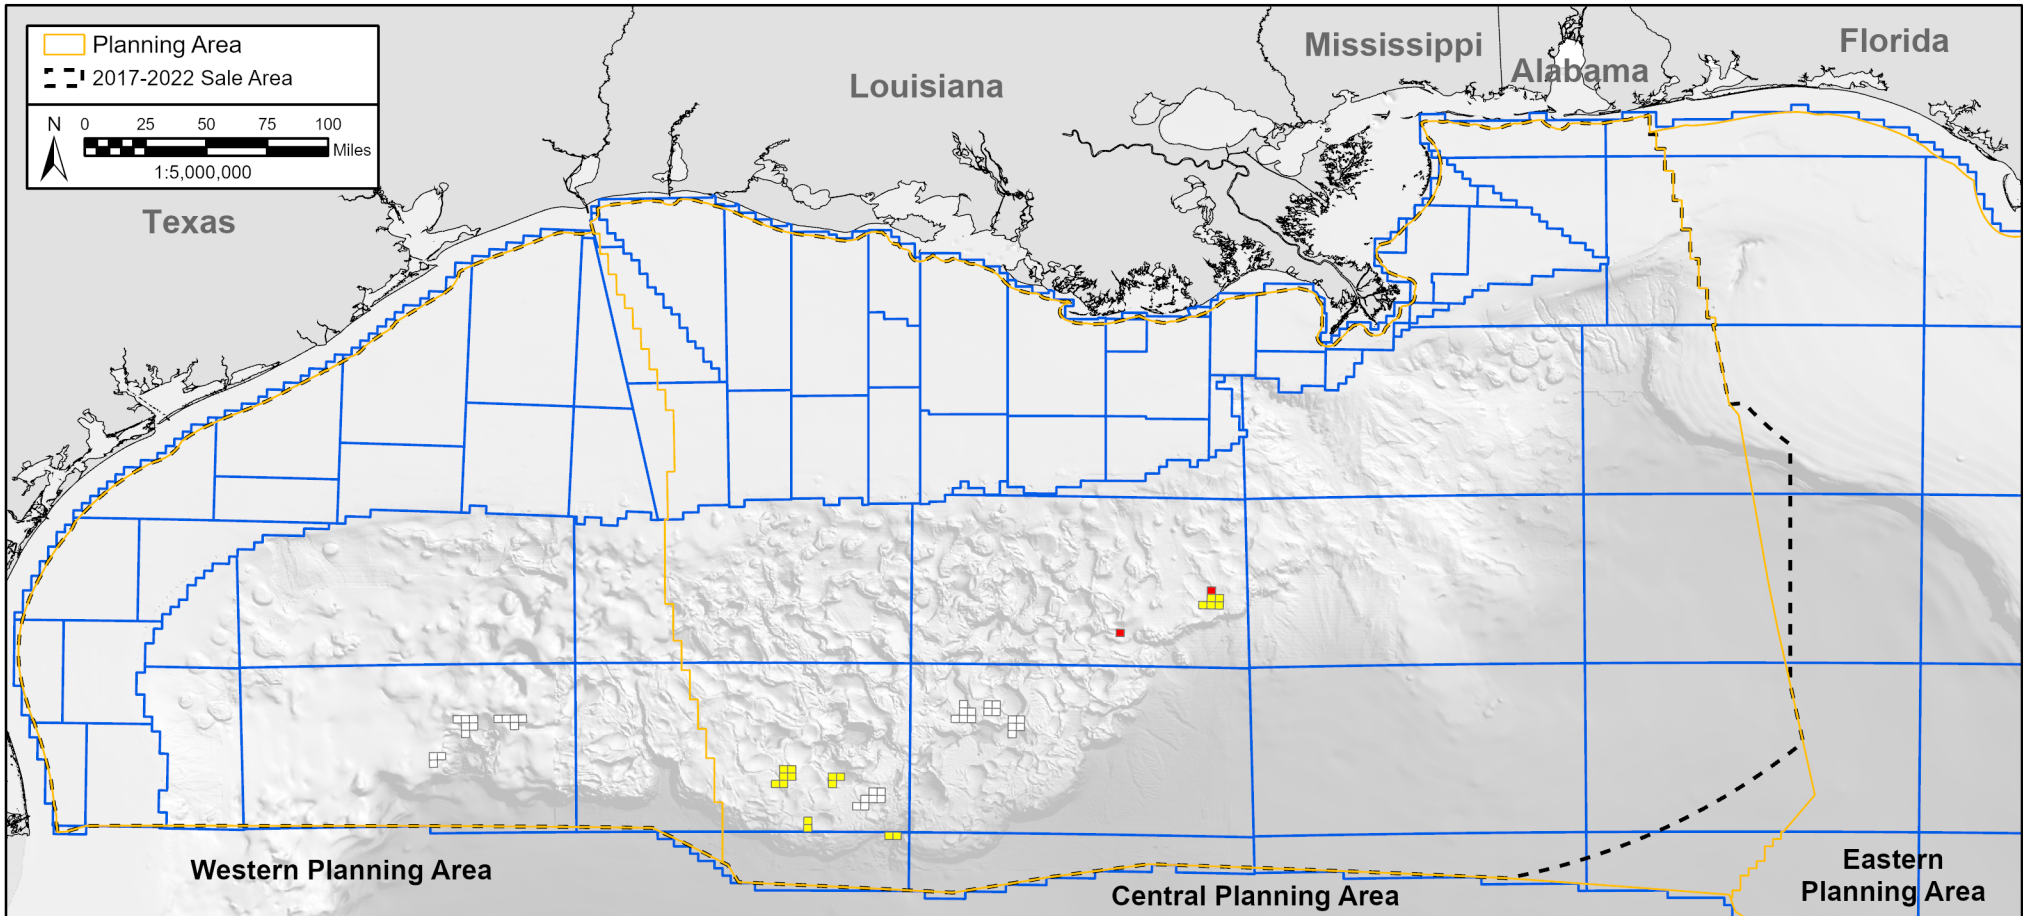 Planning Area
2017-2022 Sale Area
N 0 25 50 75 100
Miles
1:5,000,000
Texas
Louisiana
Mississippi
Alabama
Florida
Western Planning Area
Central Planning Area
Eastern
Planning Area